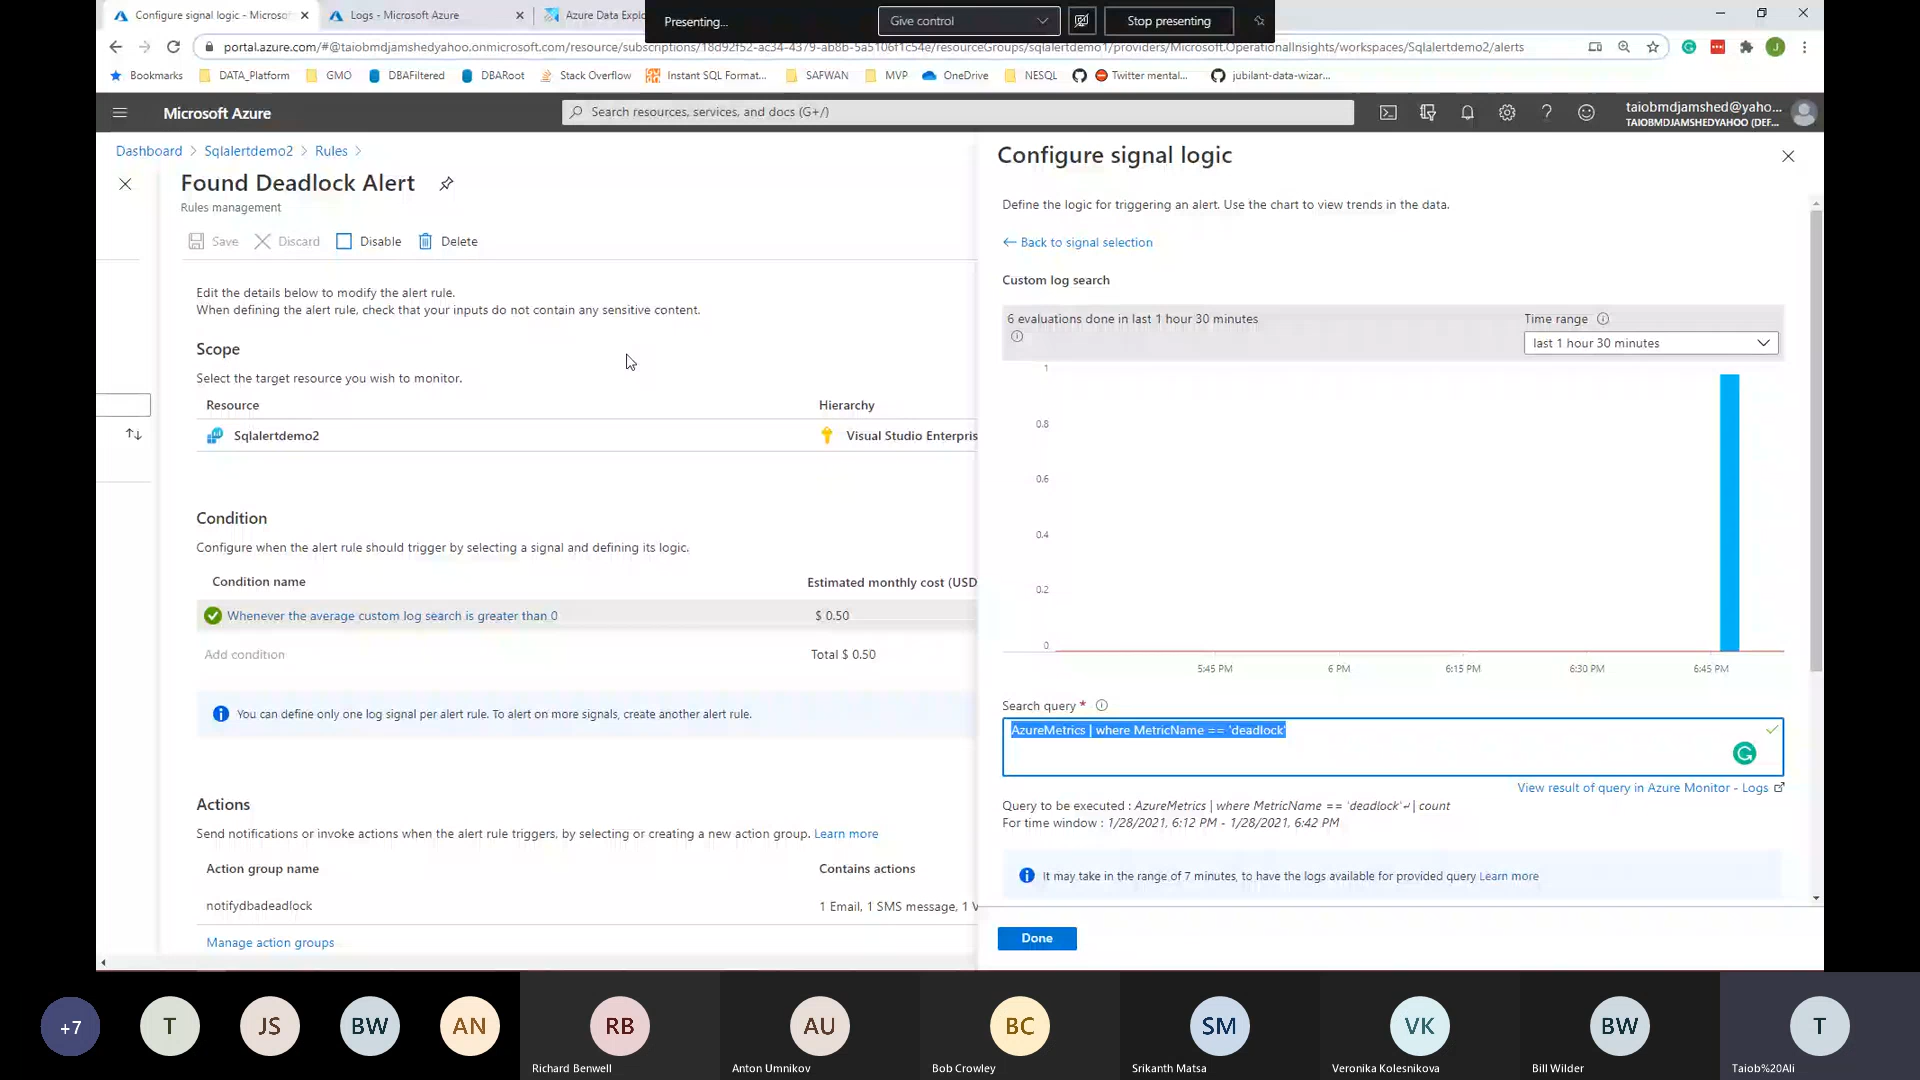 Configure signal logic - Microsof
Logs - Microsoft Azure
Azure Data Explo
Presenting...
Give control
Stop presenting
portal.azure.com/#@taiobmdjamshedyahoo.onmicrosoft.com/resource/subscriptions/18d92f52-ac34-4379-ab8b-5a5106f1c54e/resourceGroups/sqlalertdemo1/providers/Microsoft.OperationalInsights/workspaces/Sqlalertdemo2/alerts
Bookmarks
DATA_Platform
GMO
DBAFiltered
DBARoot
Stack Overflow
Instant SQL Format...
SAFWAN
MVP
OneDrive
NESQL
Twitter mental...
jubilant-data-wizar...
Microsoft Azure
Search resources, services, and docs (G+/)
taiobmdjamshed@yaho...
TAIOBMDJAMSHEDYAHOO (DEF...
Dashboard > Sqlalertdemo2 > Rules >
Found Deadlock Alert
Rules management
Save
Discard
Disable
Delete
Edit the details below to modify the alert rule.
When defining the alert rule, check that your inputs do not contain any sensitive content.
Scope
Select the target resource you wish to monitor.
Resource
Hierarchy
Sqlalertdemo2
Visual Studio Enterpris
Condition
Configure when the alert rule should trigger by selecting a signal and defining its logic.
Condition name
Estimated monthly cost (USD
Whenever the average custom log search is greater than 0
$ 0.50
Add condition
Total $ 0.50
You can define only one log signal per alert rule. To alert on more signals, create another alert rule.
Actions
Send notifications or invoke actions when the alert rule triggers, by selecting or creating a new action group. Learn more
Action group name
Contains actions
notifydbadeadlock
1 Email, 1 SMS message, 1 V
Manage action groups
Configure signal logic
Define the logic for triggering an alert. Use the chart to view trends in the data.
← Back to signal selection
Custom log search
6 evaluations done in last 1 hour 30 minutes
Time range
last 1 hour 30 minutes
1
0.8
0.6
0.4
0.2
0
5:45 PM
6 PM
6:15 PM
6:30 PM
6:45 PM
Search query *
AzureMetrics | where MetricName == 'deadlock'
View result of query in Azure Monitor - Logs
Query to be executed : AzureMetrics | where MetricName == 'deadlock'↵ | count
For time window : 1/28/2021, 6:12 PM - 1/28/2021, 6:42 PM
It may take in the range of 7 minutes, to have the logs available for provided query Learn more
Done
+7
T
JS
BW
AN
RB
AU
BC
SM
VK
BW
T
Richard Benwell
Anton Umnikov
Bob Crowley
Srikanth Matsa
Veronika Kolesnikova
Bill Wilder
Taiob%20Ali